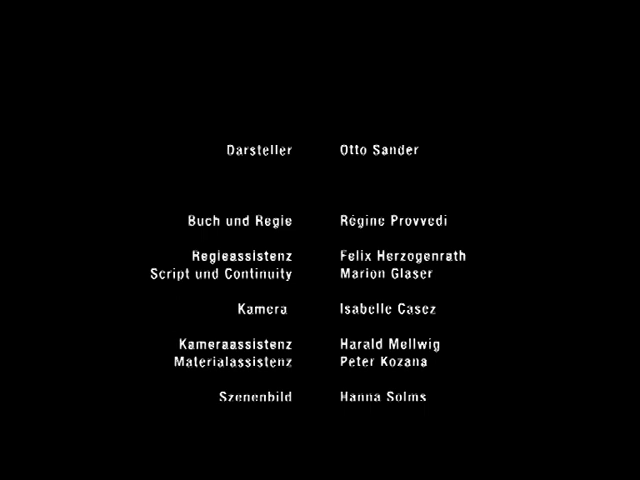 Darsteller Otto Sander
Buch und Regie Régine Provvedi
Regieassistenz Felix Herzogenrath
Script und Continuity Marion Glaser
Kamera Isabelle Casez
Kameraassistenz Harald Mellwig
Materialassistenz Peter Kozana
Szenenbild Hanna Solms